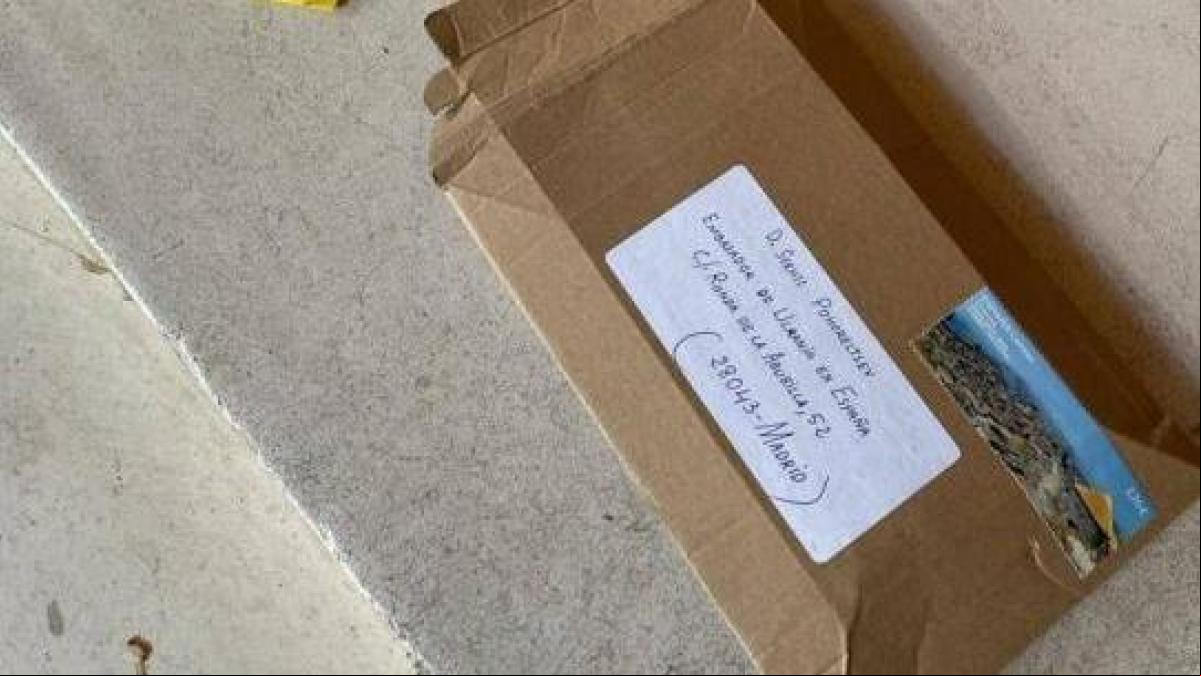 D. SERHII POHORELTSEV
EMBAJADOR DE UCRANIA EN ESPAÑA
C/. RONDA DE LA ABUBILLA, 52
(28043-MADRID)